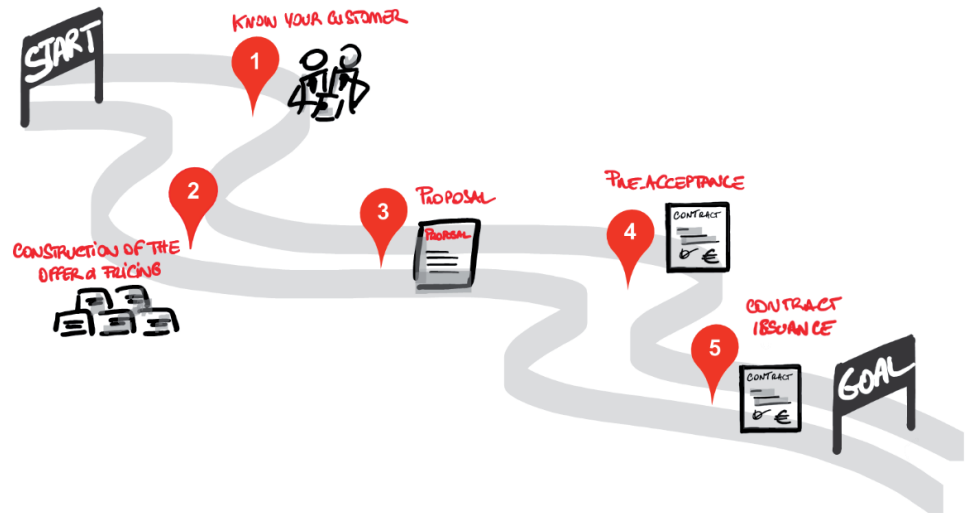 START
1
KNOW YOUR CUSTOMER
2
CONSTRUCTION OF THE
OFFER & PRICING
3
PROPOSAL
PROPOSAL
4
PRE-ACCEPTANCE
CONTRACT
€
5
CONTRACT
ISSUANCE
CONTRACT
€
GOAL